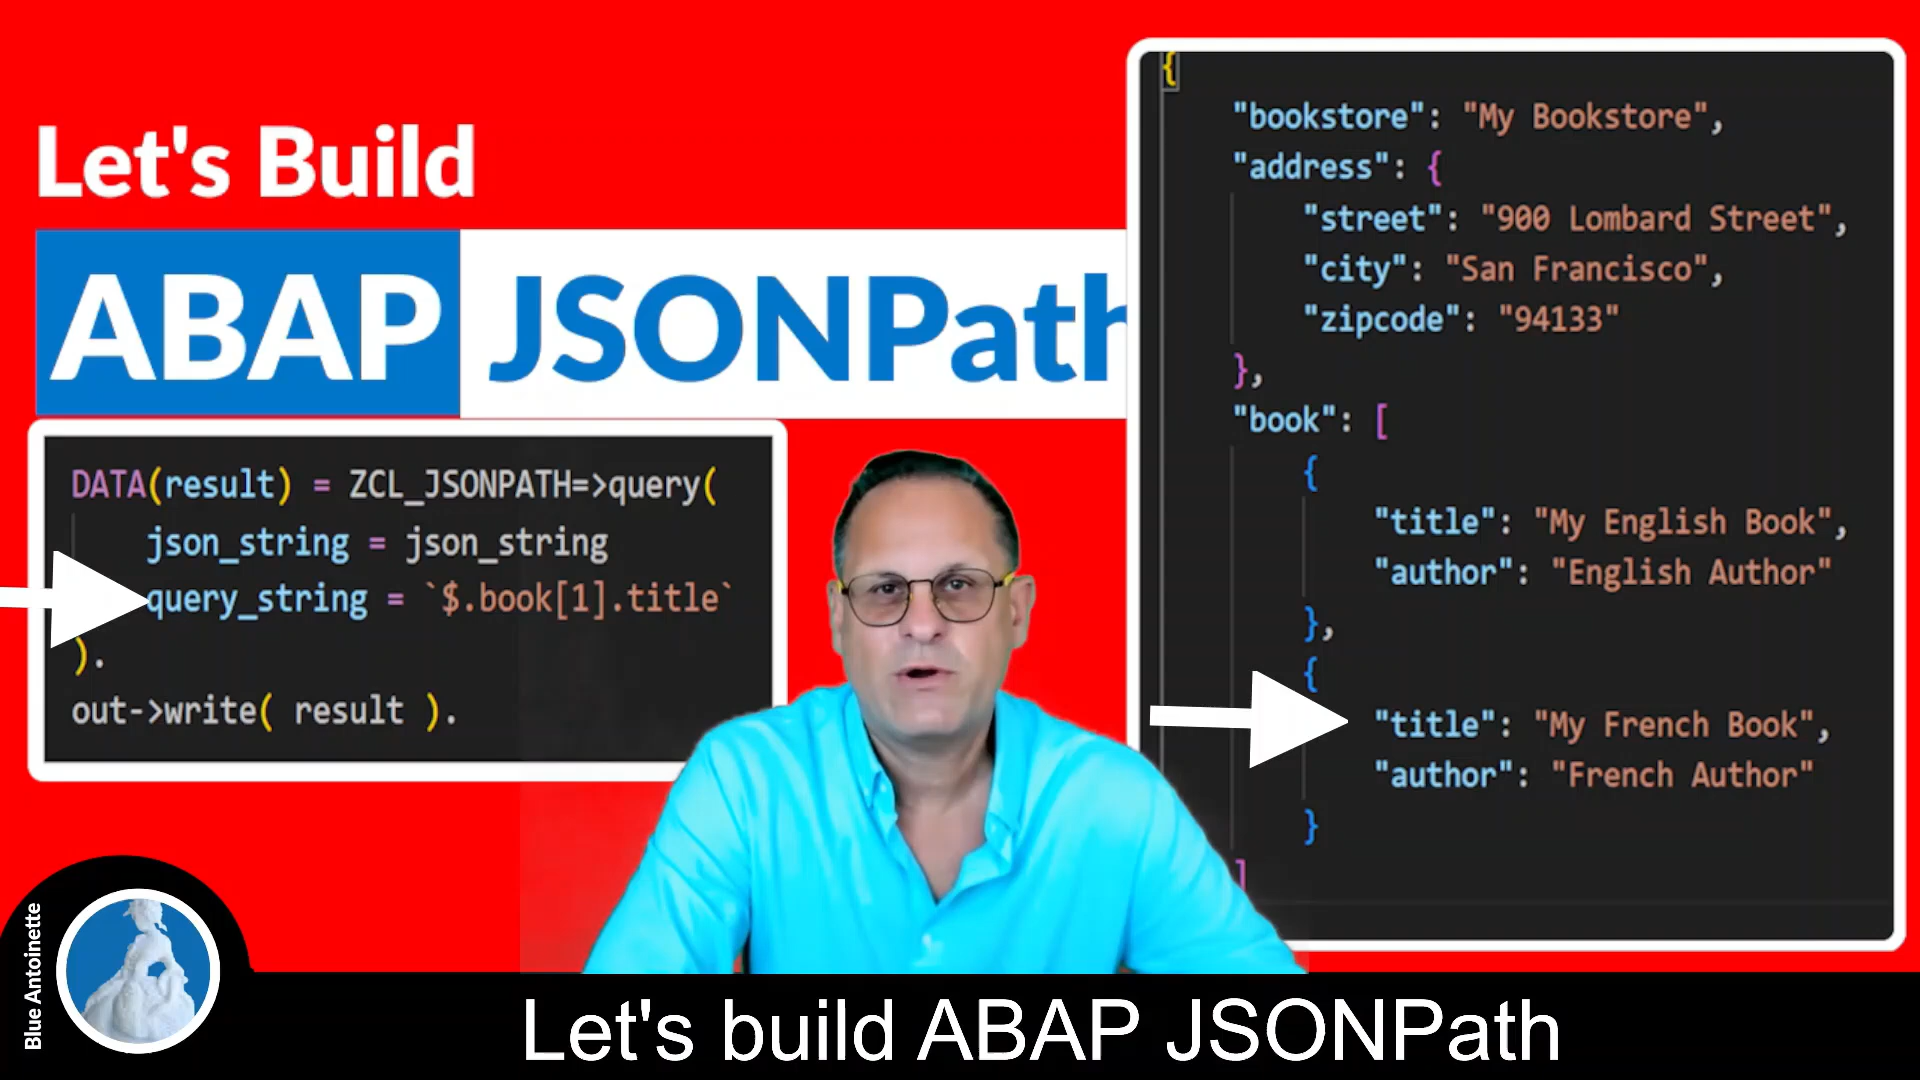 Let's Build
ABAP JSONPath
DATA(result) = ZCL_JSONPATH=>query(
json_string = json_string
query_string = `$.book[1].title`
).
out->write( result ).
{
"bookstore": "My Bookstore",
"address": {
"street": "900 Lombard Street",
"city": "San Francisco",
"zipcode": "94133"
},
"book": [
{
"title": "My English Book",
"author": "English Author"
},
{
"title": "My French Book",
"author": "French Author"
}
]
Blue Antoinette
Let's build ABAP JSONPath